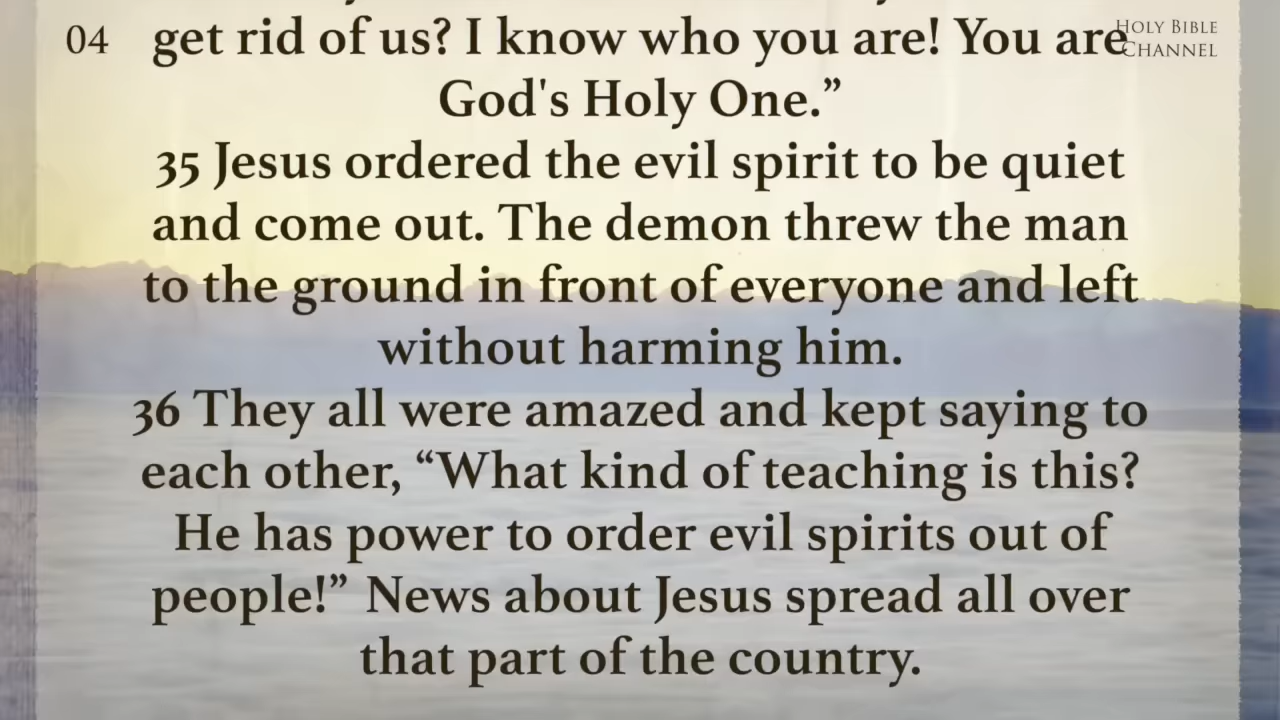 04
get rid of us? I know who you are! You are
HOLY BIBLE
CHANNEL
God's Holy One.”
35 Jesus ordered the evil spirit to be quiet
and come out. The demon threw the man
to the ground in front of everyone and left
without harming him.
36 They all were amazed and kept saying to
each other, “What kind of teaching is this?
He has power to order evil spirits out of
people!” News about Jesus spread all over
that part of the country.